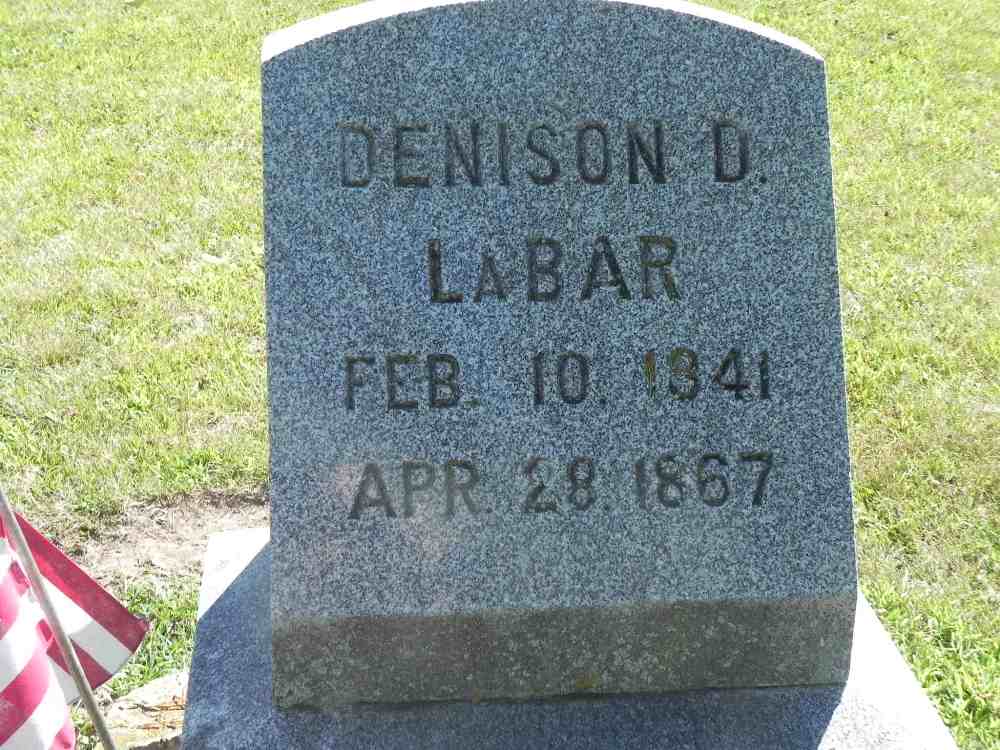 DENISON D.
LABAR
FEB. 10. 1841
APR. 28. 1867